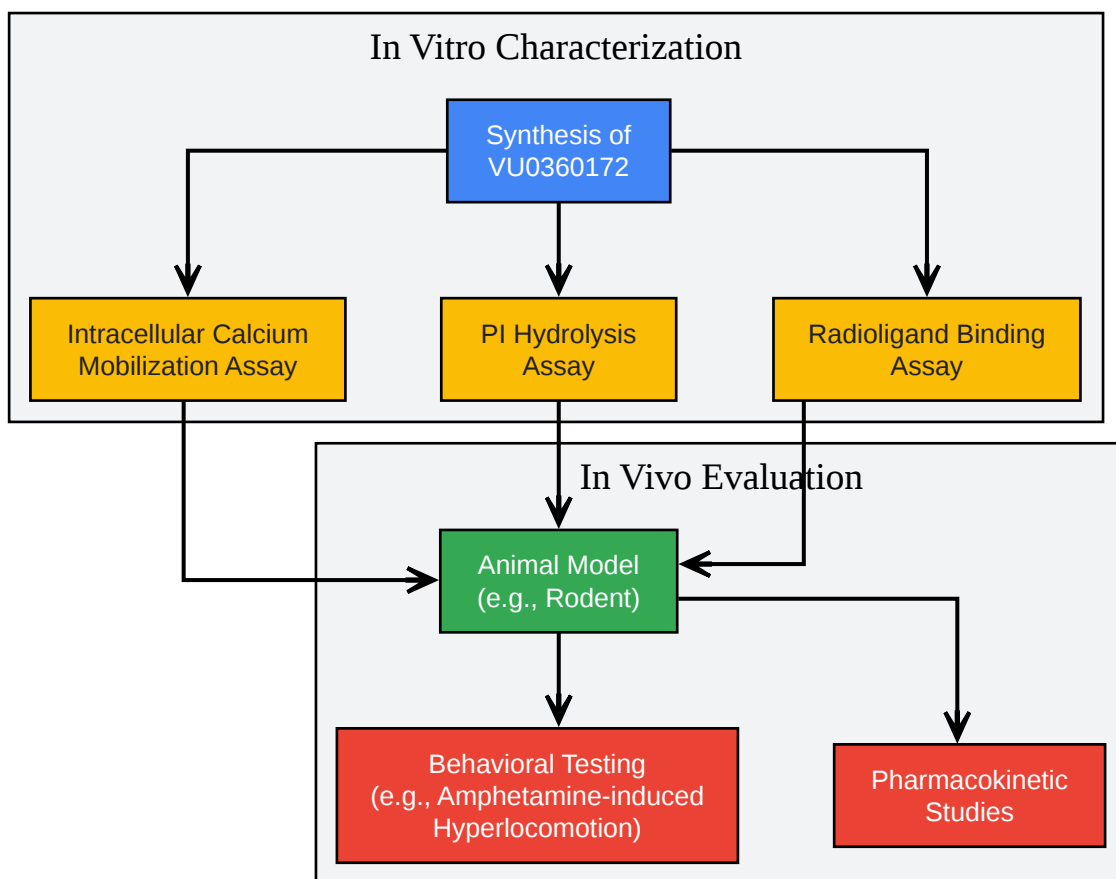 In Vitro Characterization
Synthesis of
VU0360172
Intracellular Calcium
Mobilization Assay
PI Hydrolysis
Assay
Radioligand Binding
Assay
In Vivo Evaluation
Animal Model
(e.g., Rodent)
Behavioral Testing
(e.g., Amphetamine-induced
Hyperlocomotion)
Pharmacokinetic
Studies